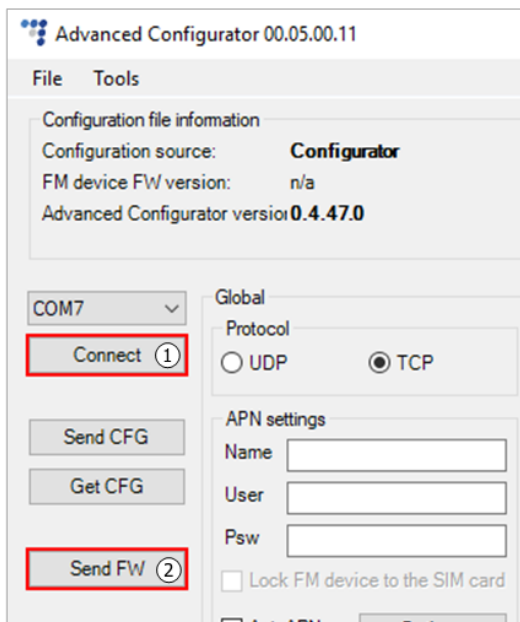 Advanced Configurator 00.05.00.11
File Tools
Configuration file information
Configuration source: Configurator
FM device FW version: n/a
Advanced Configurator version 0.4.47.0
COM7
Connect 1
Send CFG
Get CFG
Send FW 2
Global
Protocol
UDP TCP
APN settings
Name
User
Psw
Lock FM device to the SIM card